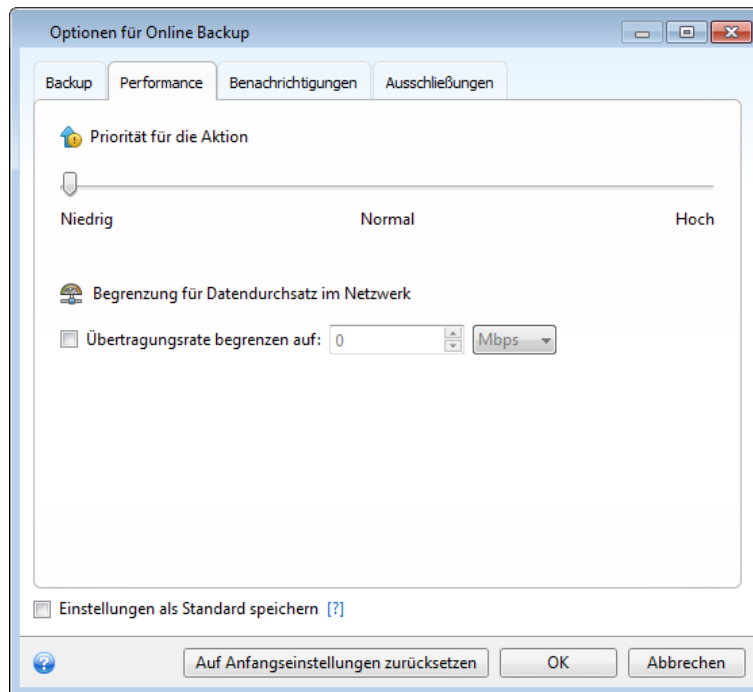 Optionen für Online Backup
Backup Performance Benachrichtigungen Ausschließungen
Priorität für die Aktion
Niedrig Normal Hoch
Begrenzung für Datendurchsatz im Netzwerk
Übertragungsrate begrenzen auf: 0 Mbps
Einstellungen als Standard speichern [?]
Auf Anfangseinstellungen zurücksetzen OK Abbrechen